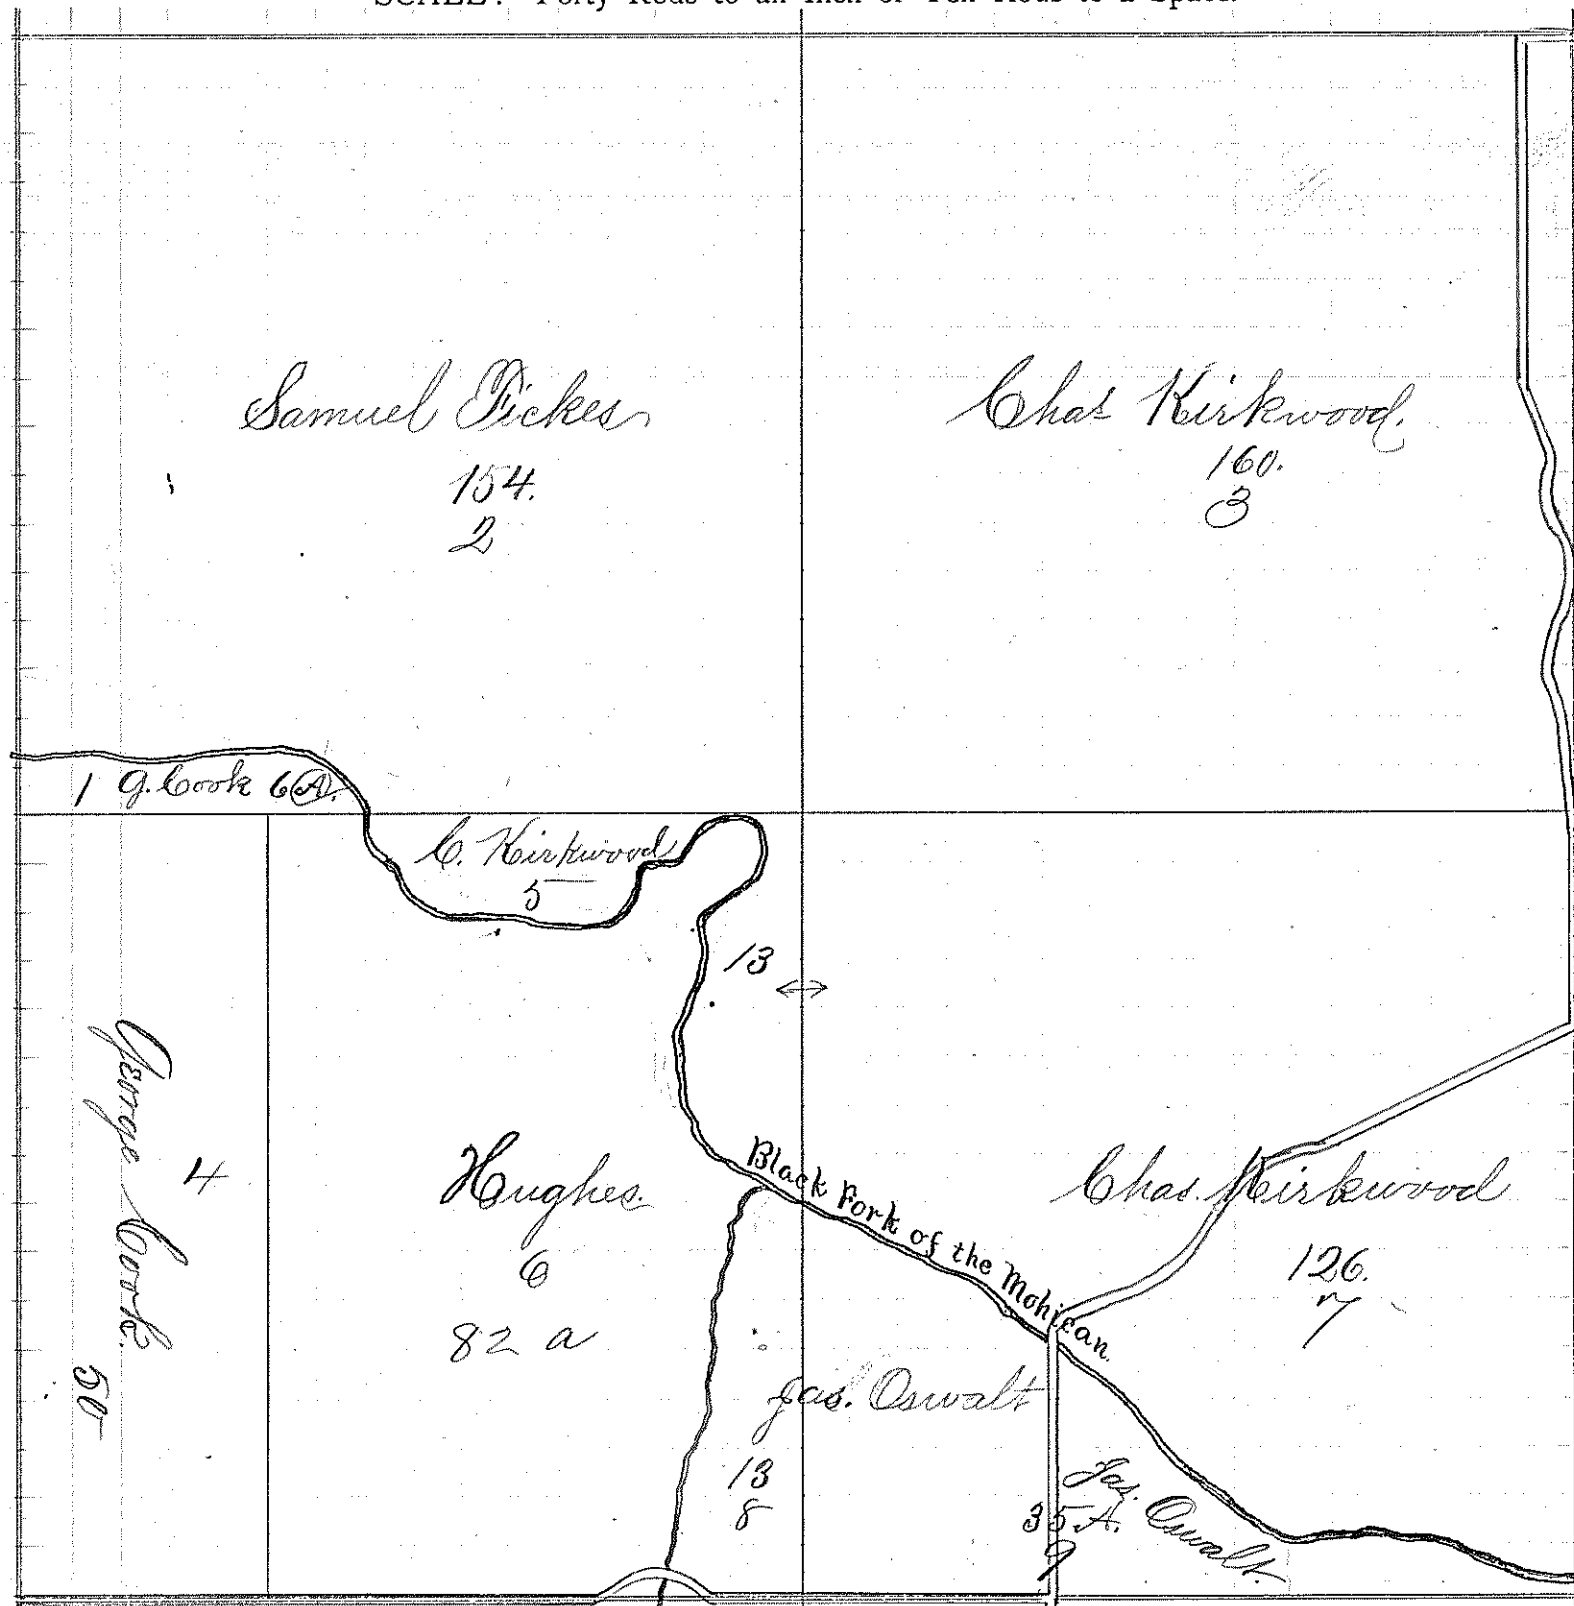 SCALE: Forty Rods to an Inch or Ten Rods to a Space.
Samuel Fickes
154.
2
Chas Kirkwood.
160.
3
1 G. Cook 6 A.
C. Kirkwood
5
13
George Cook.
4
50
Hughes.
6
82 a
Black Fork of the Mohican.
Chas. Kirkwood
126.
7
Jas. Oswalt
13
8
Jas. Oswalt.
35 A.
9